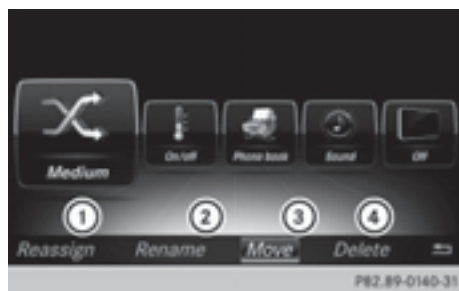 Medium On/off Phone book Sound Off
1 2 3 4
Reassign Rename Move Delete
P82.89-0140-31